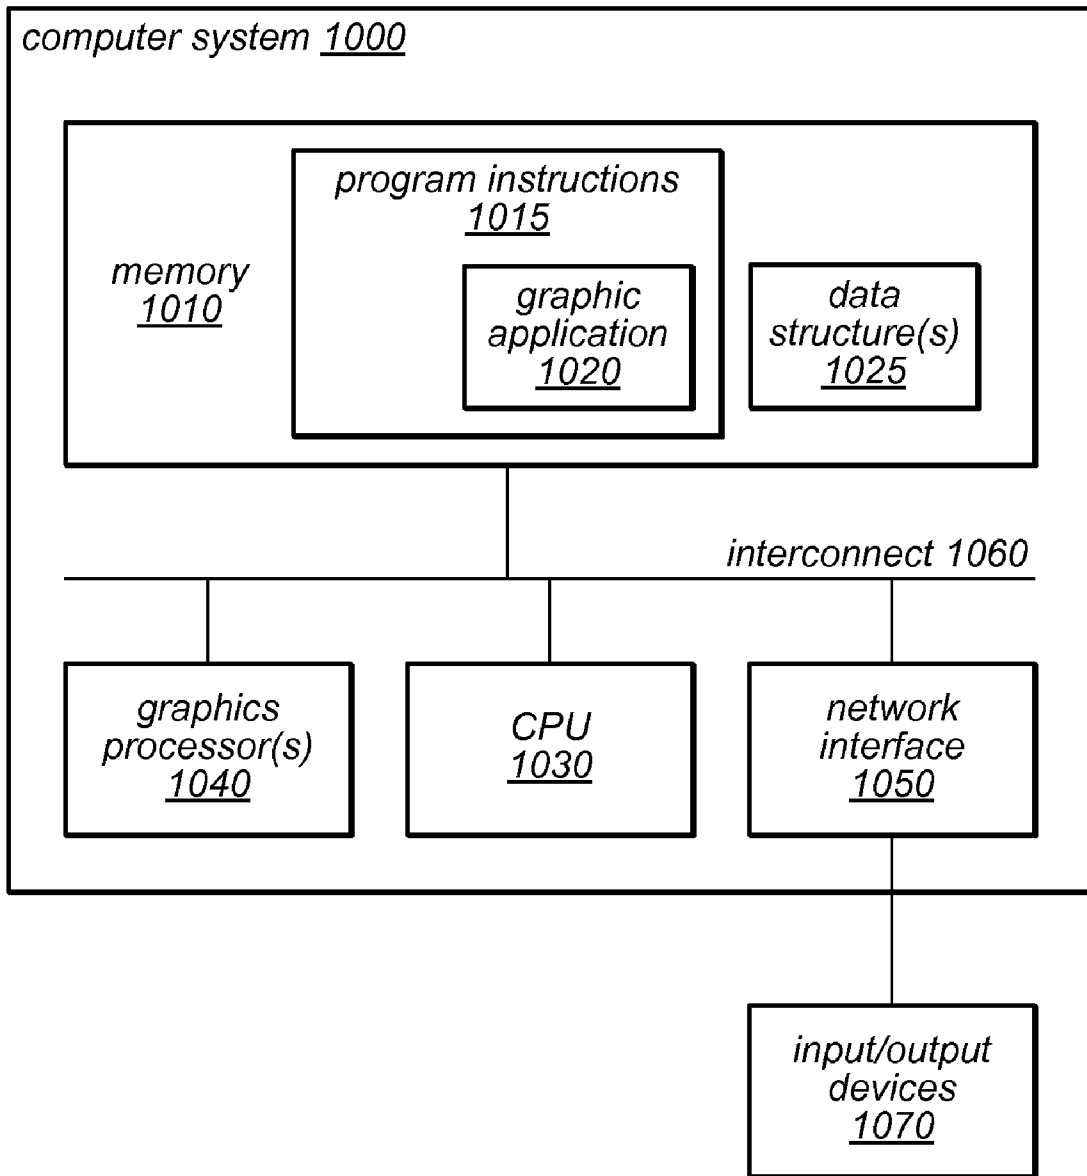 computer system 1000
program instructions
1015
memory
1010
graphic
application
1020
data
structure(s)
1025
interconnect 1060
graphics
processor(s)
1040
CPU
1030
network
interface
1050
input/output
devices
1070